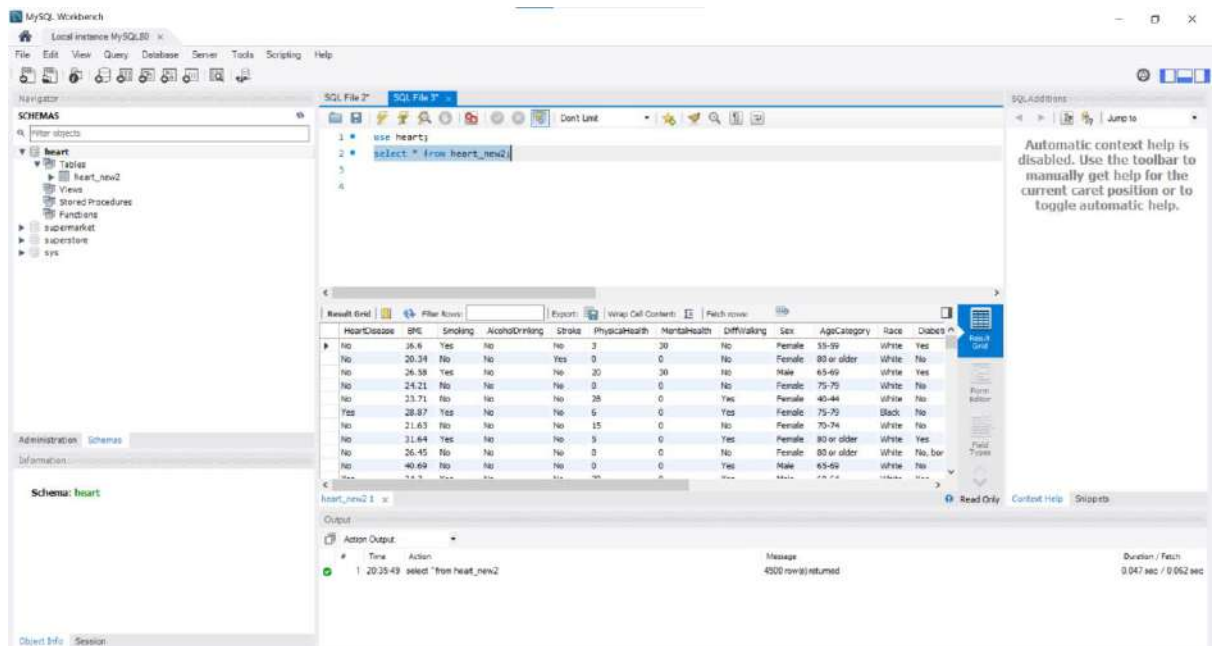 MySQL Workbench
Local instance MySQL80 ×
File Edit View Query Database Server Tools Scripting Help
Navigator
SCHEMAS
Filter objects
heart
Tables
heart_new2
Views
Stored Procedures
Functions
supermarket
superstore
sys
Administration Schemas
Information
Schema: heart
Object Info Session
SQL File 2* SQL File 3* ×
Don't Limit
1 use heart;
2 select * from heart_new2;
3
4
Result Grid Filter Rows: Export: Wrap Cell Content: Fetch rows:
HeartDisease BMI Smoking AlcoholDrinking Stroke PhysicalHealth MentalHealth DiffWalking Sex AgeCategory Race Diabeti
No 16.6 Yes No No 3 30 No Female 55-59 White Yes
No 20.34 No No Yes 0 0 No Female 80 or older White No
No 26.58 Yes No No 20 30 No Male 65-69 White Yes
No 24.21 No No No 0 0 No Female 75-79 White No
No 23.71 No No No 28 0 Yes Female 40-44 White No
Yes 28.87 Yes No No 6 0 Yes Female 75-79 Black No
No 21.63 No No No 15 0 No Female 70-74 White No
No 31.64 Yes No No 5 0 Yes Female 80 or older White Yes
No 26.45 No No No 0 0 No Female 80 or older White No, bor
No 40.69 No No No 0 0 Yes Male 65-69 White No
Result
Grid
Form
Editor
Field
Types
heart_new2 1 ×
Read Only
Output
Action Output
# Time Action Message Duration / Fetch
1 20:35:49 select * from heart_new2 4500 row(s) returned 0.047 sec / 0.062 sec
SQLAdditions
Jump to
Automatic context help is
disabled. Use the toolbar to
manually get help for the
current caret position or to
toggle automatic help.
Context Help Snippets